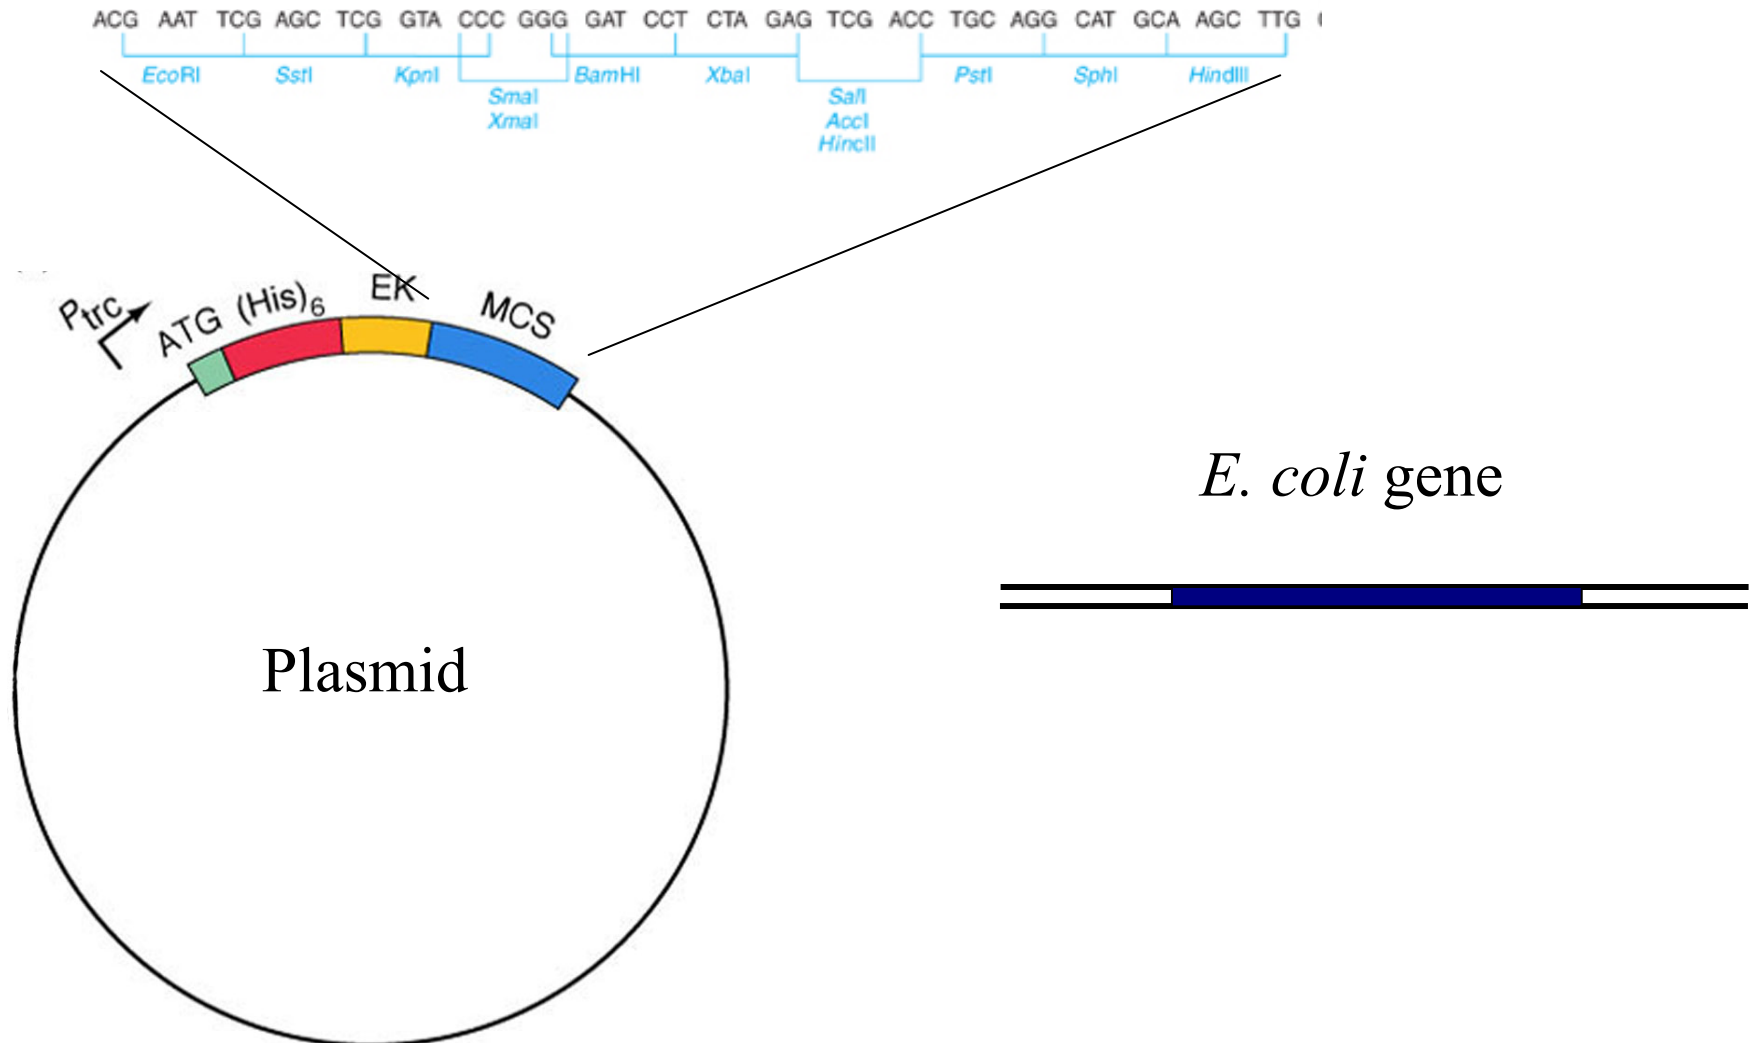 ACG AAT TCG AGC TCG GTA CCC GGG GAT CCT CTA GAG TCG ACC TGC AGG CAT GCA AGC TTG
EcoRI SstI KpnI BamHI XbaI PstI SphI HindIII
SmaI SalI
XmaI AccI
HincII
Ptrc ATG (His)6 EK MCS
E. coli gene
Plasmid